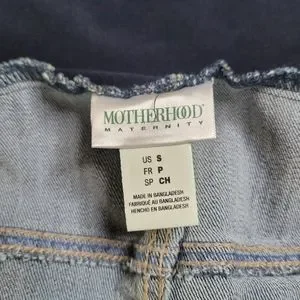 MOTHERHOOD
MATERNITY
US S
FR P
SP CH
MADE IN BANGLADESH
FABRIQUÉ AU BANGLADESH
HECHO EN BANGLADESH